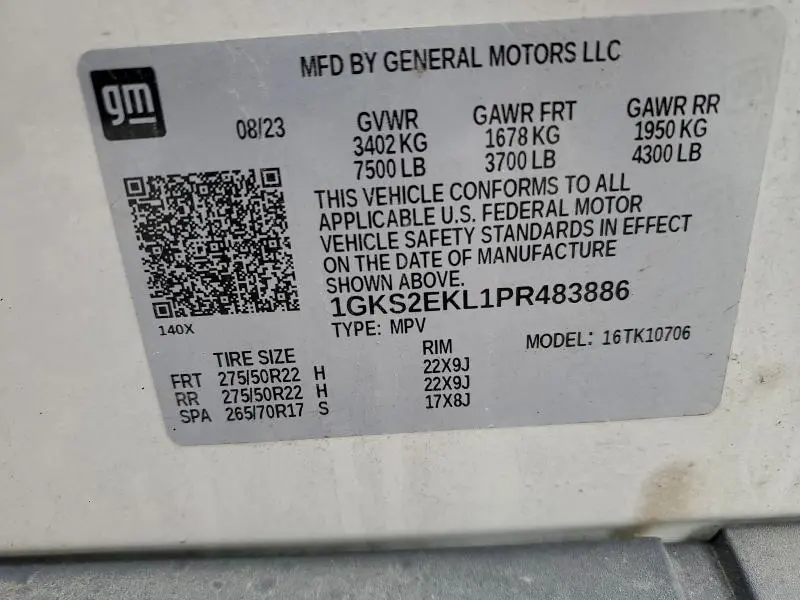 MFD BY GENERAL MOTORS LLC
gm
08/23 GVWR GAWR FRT GAWR RR
3402 KG 1678 KG 1950 KG
7500 LB 3700 LB 4300 LB
THIS VEHICLE CONFORMS TO ALL
APPLICABLE U.S. FEDERAL MOTOR
VEHICLE SAFETY STANDARDS IN EFFECT
ON THE DATE OF MANUFACTURE
SHOWN ABOVE.
1GKS2EKL1PR483886
140X
TYPE: MPV MODEL: 16TK10706
TIRE SIZE RIM
FRT 275/50R22 H 22X9J
RR 275/50R22 H 22X9J
SPA 265/70R17 S 17X8J